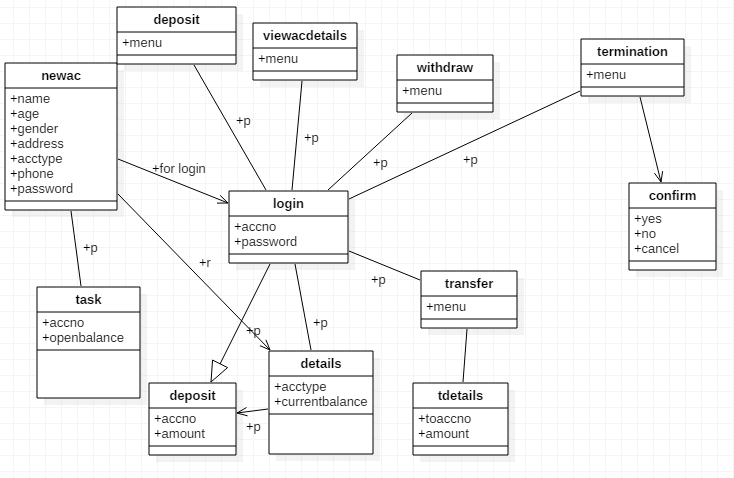 deposit
+menu
viewacdetails
+menu
withdraw
+menu
termination
+menu
newac
+name
+age
+gender
+address
+acctype
+phone
+password
+p
+p
+p
+p
+for login
login
+accno
+password
confirm
+yes
+no
+cancel
+p
+r
+p
transfer
+menu
task
+accno
+openbalance
+p
+p
details
+acctype
+currentbalance
deposit
+accno
+amount
+p
tdetails
+toaccno
+amount